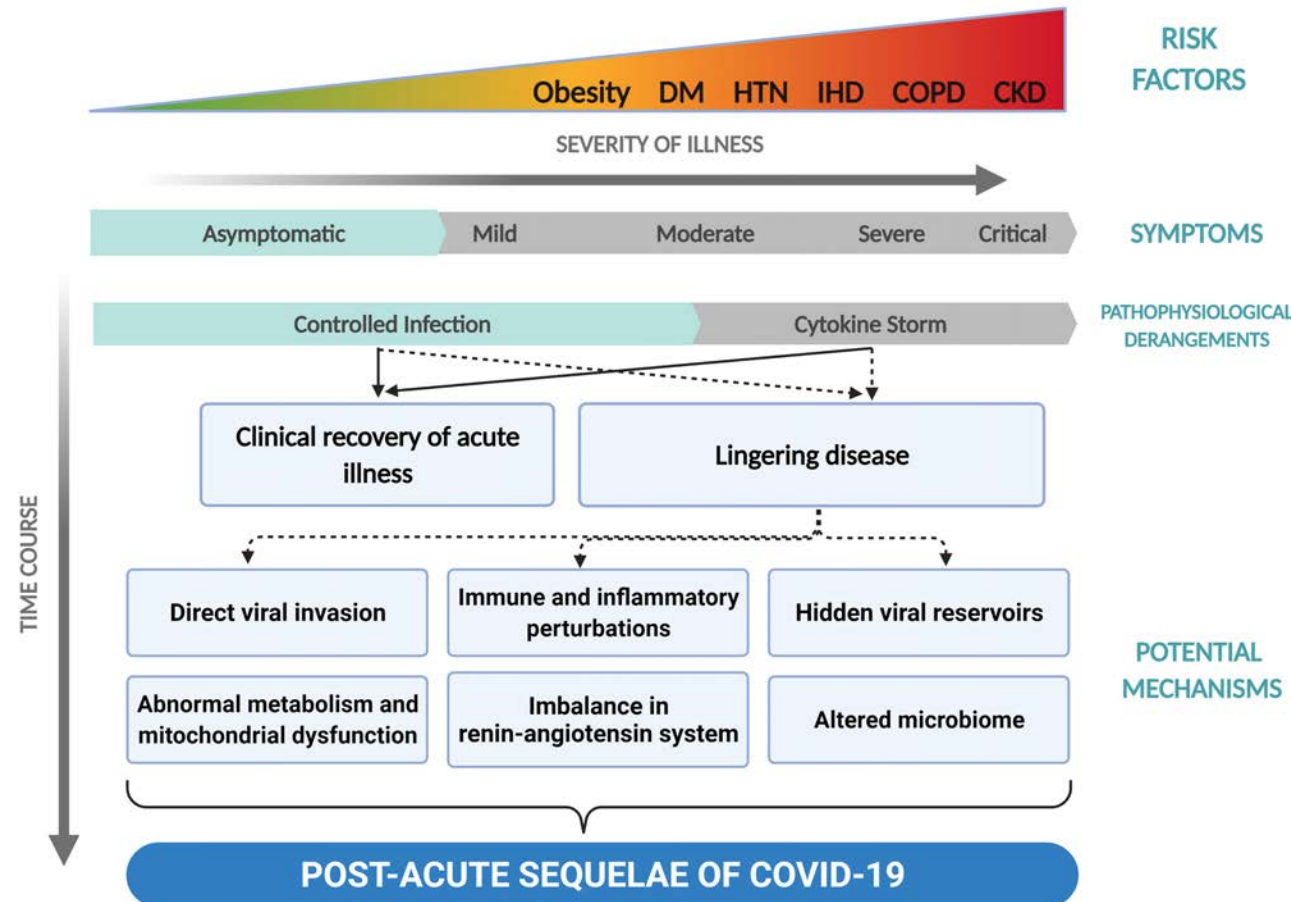 RISK
FACTORS
Obesity DM HTN IHD COPD CKD
SEVERITY OF ILLNESS
Asymptomatic Mild Moderate Severe Critical
SYMPTOMS
Controlled Infection Cytokine Storm
PATHOPHYSIOLOGICAL
DERANGEMENTS
Clinical recovery of acute
illness
Lingering disease
TIME COURSE
Direct viral invasion
Immune and inflammatory
perturbations
Hidden viral reservoirs
Abnormal metabolism and
mitochondrial dysfunction
Imbalance in
renin-angiotensin system
Altered microbiome
POTENTIAL
MECHANISMS
POST-ACUTE SEQUELAE OF COVID-19